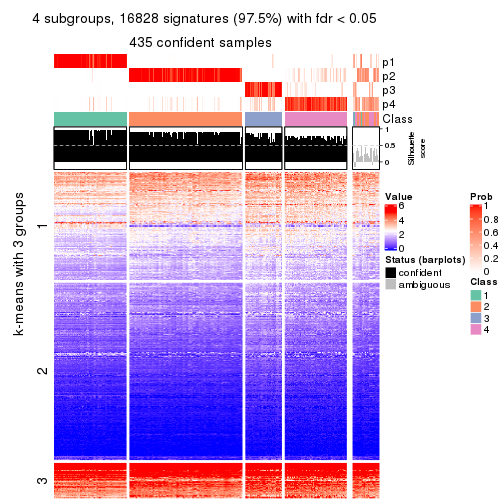 4 subgroups, 16828 signatures (97.5%) with fdr < 0.05
435 confident samples
p1
p2
p3
p4
Class
1
0.5
0
Silhouette
score
k-means with 3 groups
1
2
3
Value
6
4
2
0
Status (barplots)
confident
ambiguous
Prob
1
0.8
0.6
0.4
0.2
0
Class
1
2
3
4